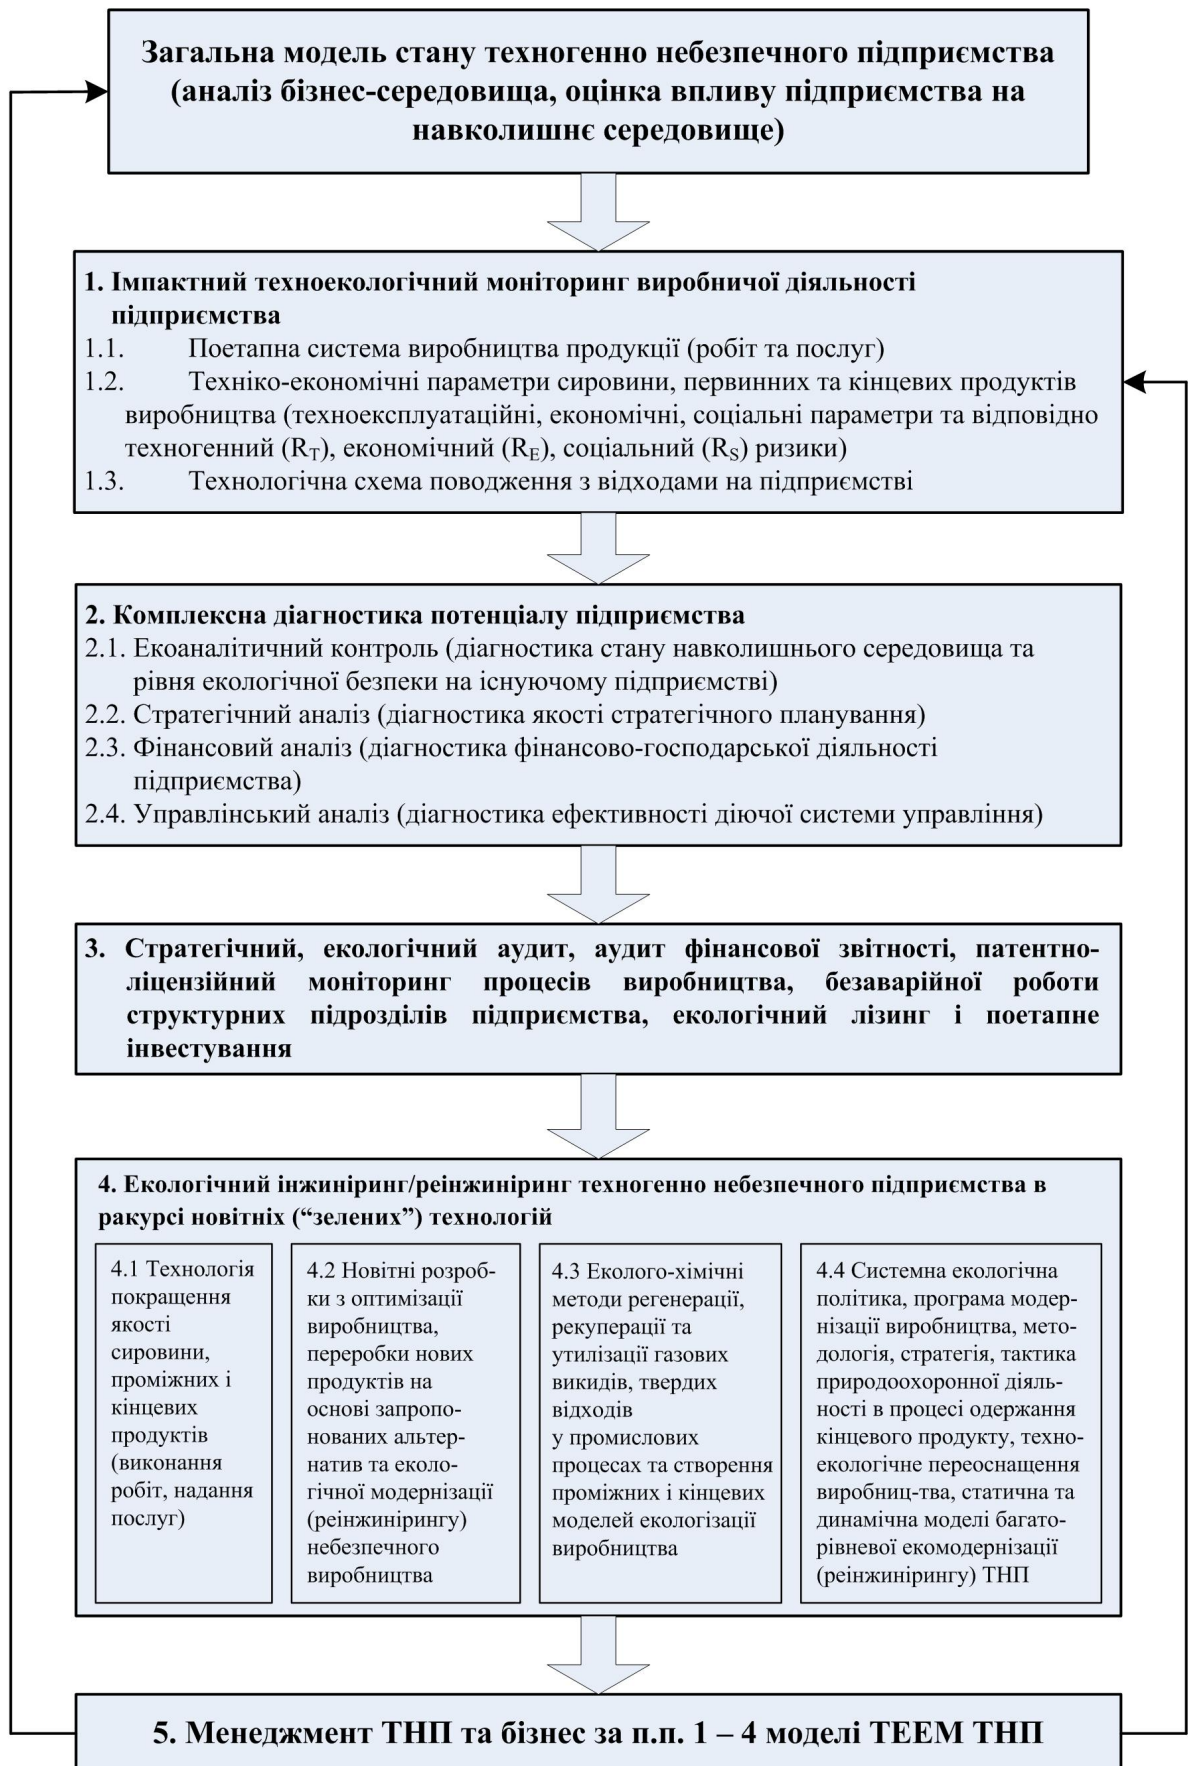 Загальна модель стану техногенно небезпечного підприємства
(аналіз бізнес-середовища, оцінка впливу підприємства на
навколишнє середовище)
1. Імпактний техноекологічний моніторинг виробничої діяльності
підприємства
1.1. Поетапна система виробництва продукції (робіт та послуг)
1.2. Техніко-економічні параметри сировини, первинних та кінцевих продуктів
виробництва (техноексплуатаційні, економічні, соціальні параметри та відповідно
техногенний (R_T), економічний (R_E), соціальний (R_S) ризики)
1.3. Технологічна схема поводження з відходами на підприємстві
2. Комплексна діагностика потенціалу підприємства
2.1. Екоаналітичний контроль (діагностика стану навколишнього середовища та
рівня екологічної безпеки на існуючому підприємстві)
2.2. Стратегічний аналіз (діагностика якості стратегічного планування)
2.3. Фінансовий аналіз (діагностика фінансово-господарської діяльності
підприємства)
2.4. Управлінський аналіз (діагностика ефективності діючої системи управління)
3. Стратегічний, екологічний аудит, аудит фінансової звітності, патентно-
ліцензійний моніторинг процесів виробництва, безаварійної роботи
структурних підрозділів підприємства, екологічний лізинг і поетапне
інвестування
4. Екологічний інжиніринг/реінжиніринг техногенно небезпечного підприємства в
ракурсі новітніх (“зелених”) технологій
4.1 Технологія
покращення
якості
сировини,
проміжних і
кінцевих
продуктів
(виконання
робіт, надання
послуг)
4.2 Новітні розроб-
ки з оптимізації
виробництва,
переробки нових
продуктів на
основі запропо-
нованих альтер-
натив та еколо-
гічної модернізації
(реінжинірингу)
небезпечного
виробництва
4.3 Еколого-хімічні
методи регенерації,
рекуперації та
утилізації газових
викидів, твердих
відходів
у промислових
процесах та створення
проміжних і кінцевих
моделей екологізації
виробництва
4.4 Системна екологічна
політика, програма модер-
нізації виробництва, мето-
дологія, стратегія, тактика
природоохоронної діяль-
ності в процесі одержання
кінцевого продукту, техно-
екологічне переоснащення
виробниц-тва, статична та
динамічна моделі багато-
рівневої екомодернізації
(реінжинірингу) ТНП
5. Менеджмент ТНП та бізнес за п.п. 1 – 4 моделі ТЕЕМ ТНП